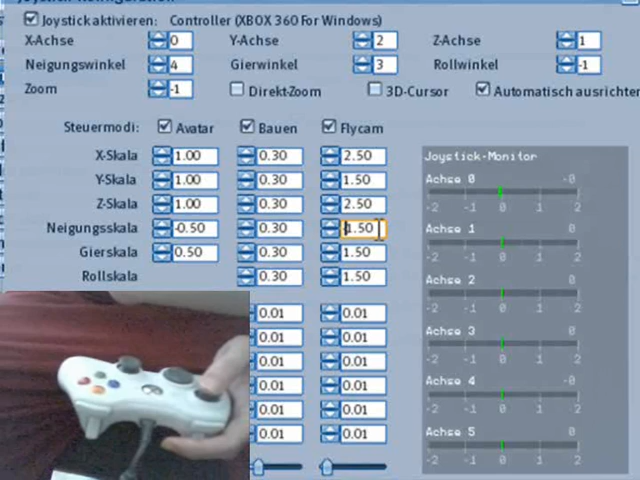 Joystick aktivieren: Controller (XBOX 360 For Windows)
X-Achse 0 Y-Achse 2 Z-Achse 1
Neigungswinkel 4 Gierwinkel 3 Rollwinkel -1
Zoom -1 Direkt-Zoom 3D-Cursor Automatisch ausrichten
Steuermodi: Avatar Bauen Flycam
X-Skala 1.00 0.30 2.50
Y-Skala 1.00 0.30 1.50
Z-Skala 1.00 0.30 2.50
Neigungsskala -0.50 0.30 1.50
Gierskala 0.50 0.30 1.50
Rollskala 0.30 1.50
0.01 0.01
0.01 0.01
0.01 0.01
0.01 0.01
0.01 0.01
0.01 0.01
Joystick-Monitor
Achse 0 -0
-2 -1 0 1 2
Achse 1 0
-2 -1 0 1 2
Achse 2 0
-2 -1 0 1 2
Achse 3 0
-2 -1 0 1 2
Achse 4 -0
-2 -1 0 1 2
Achse 5 0
-2 -1 0 1 2